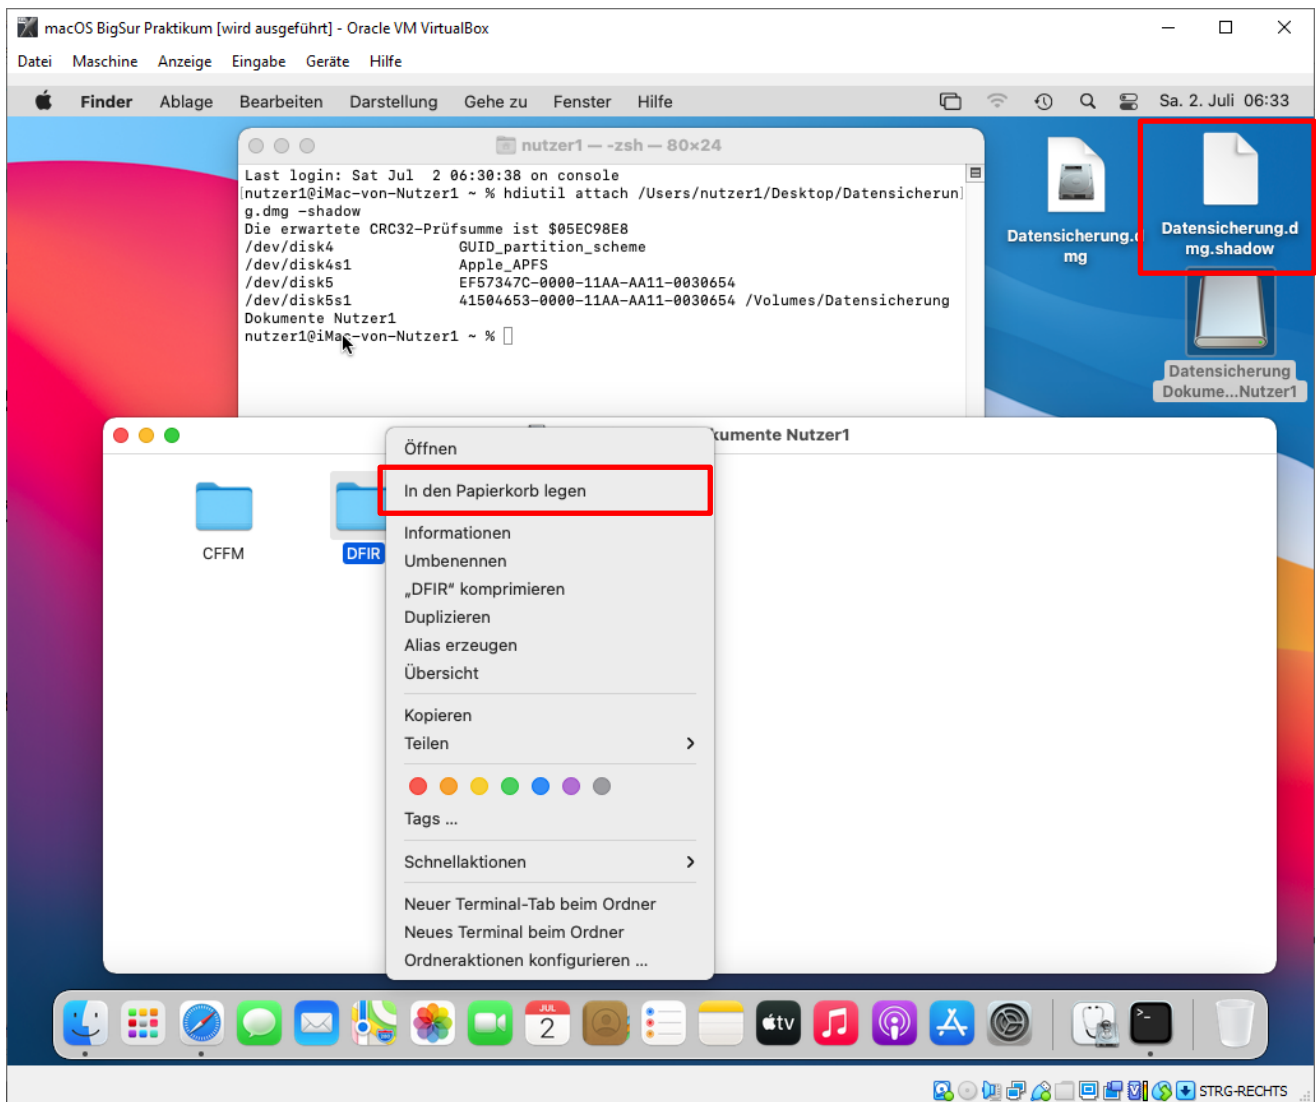 macOS BigSur Praktikum [wird ausgeführt] - Oracle VM VirtualBox
Datei Maschine Anzeige Eingabe Geräte Hilfe
Finder Ablage Bearbeiten Darstellung Gehe zu Fenster Hilfe Sa. 2. Juli 06:33
nutzer1 — -zsh — 80×24
Last login: Sat Jul  2 06:30:38 on console
[nutzer1@iMac-von-Nutzer1 ~ % hdiutil attach /Users/nutzer1/Desktop/Datensicherun]
g.dmg -shadow
Die erwartete CRC32-Prüfsumme ist $05EC98E8
/dev/disk4 GUID_partition_scheme
/dev/disk4s1 Apple_APFS
/dev/disk5 EF57347C-0000-11AA-AA11-0030654
/dev/disk5s1 41504653-0000-11AA-AA11-0030654 /Volumes/Datensicherung
Dokumente Nutzer1
nutzer1@iMac-von-Nutzer1 ~ %
Datensicherung.d
mg
Datensicherung.d
mg.shadow
Datensicherung
Dokume...Nutzer1
kumente Nutzer1
CFFM
DFIR
Öffnen
In den Papierkorb legen
Informationen
Umbenennen
„DFIR“ komprimieren
Duplizieren
Alias erzeugen
Übersicht
Kopieren
Teilen
Tags ...
Schnellaktionen
Neuer Terminal-Tab beim Ordner
Neues Terminal beim Ordner
Ordneraktionen konfigurieren ...
JUL
2
tv
>_
STRG-RECHTS